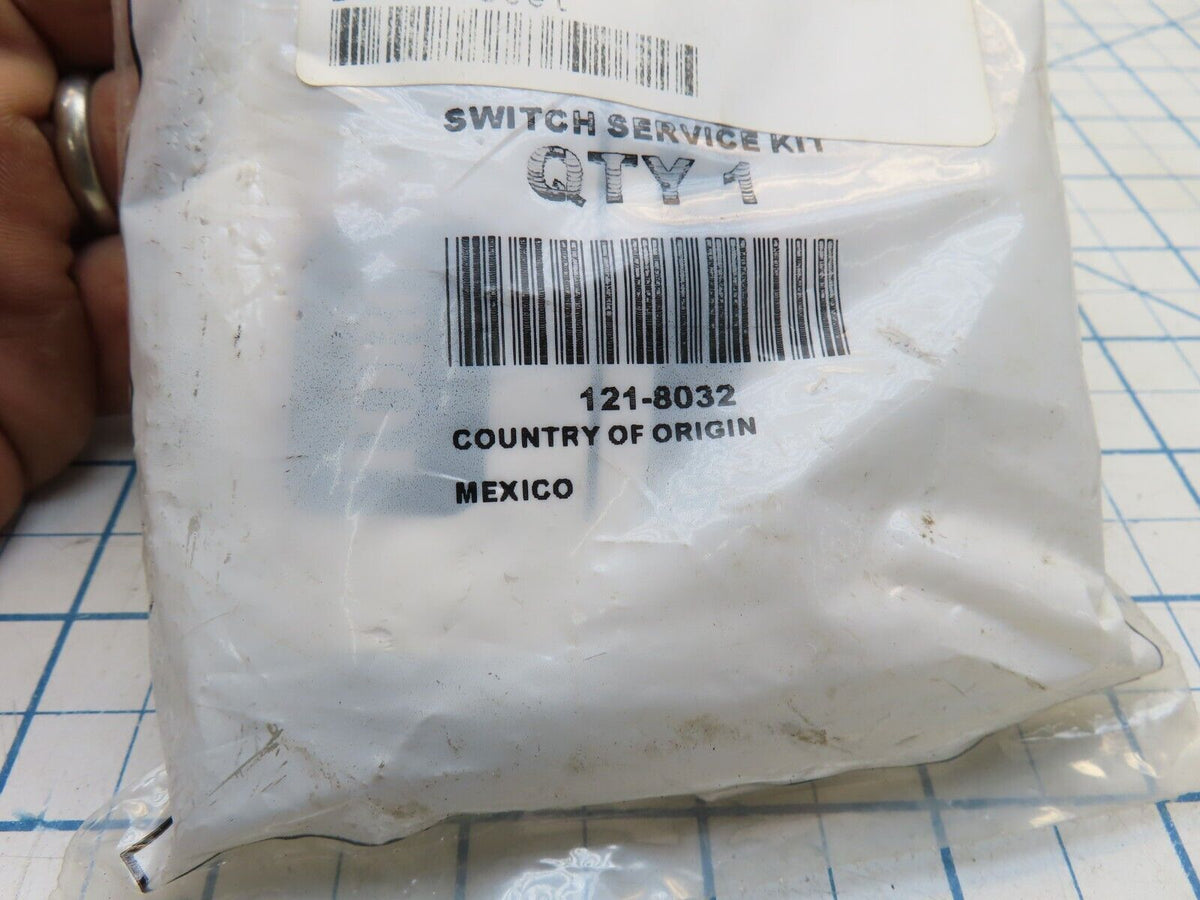 SWITCH SERVICE KIT
QTY 1
121-8032
COUNTRY OF ORIGIN
MEXICO